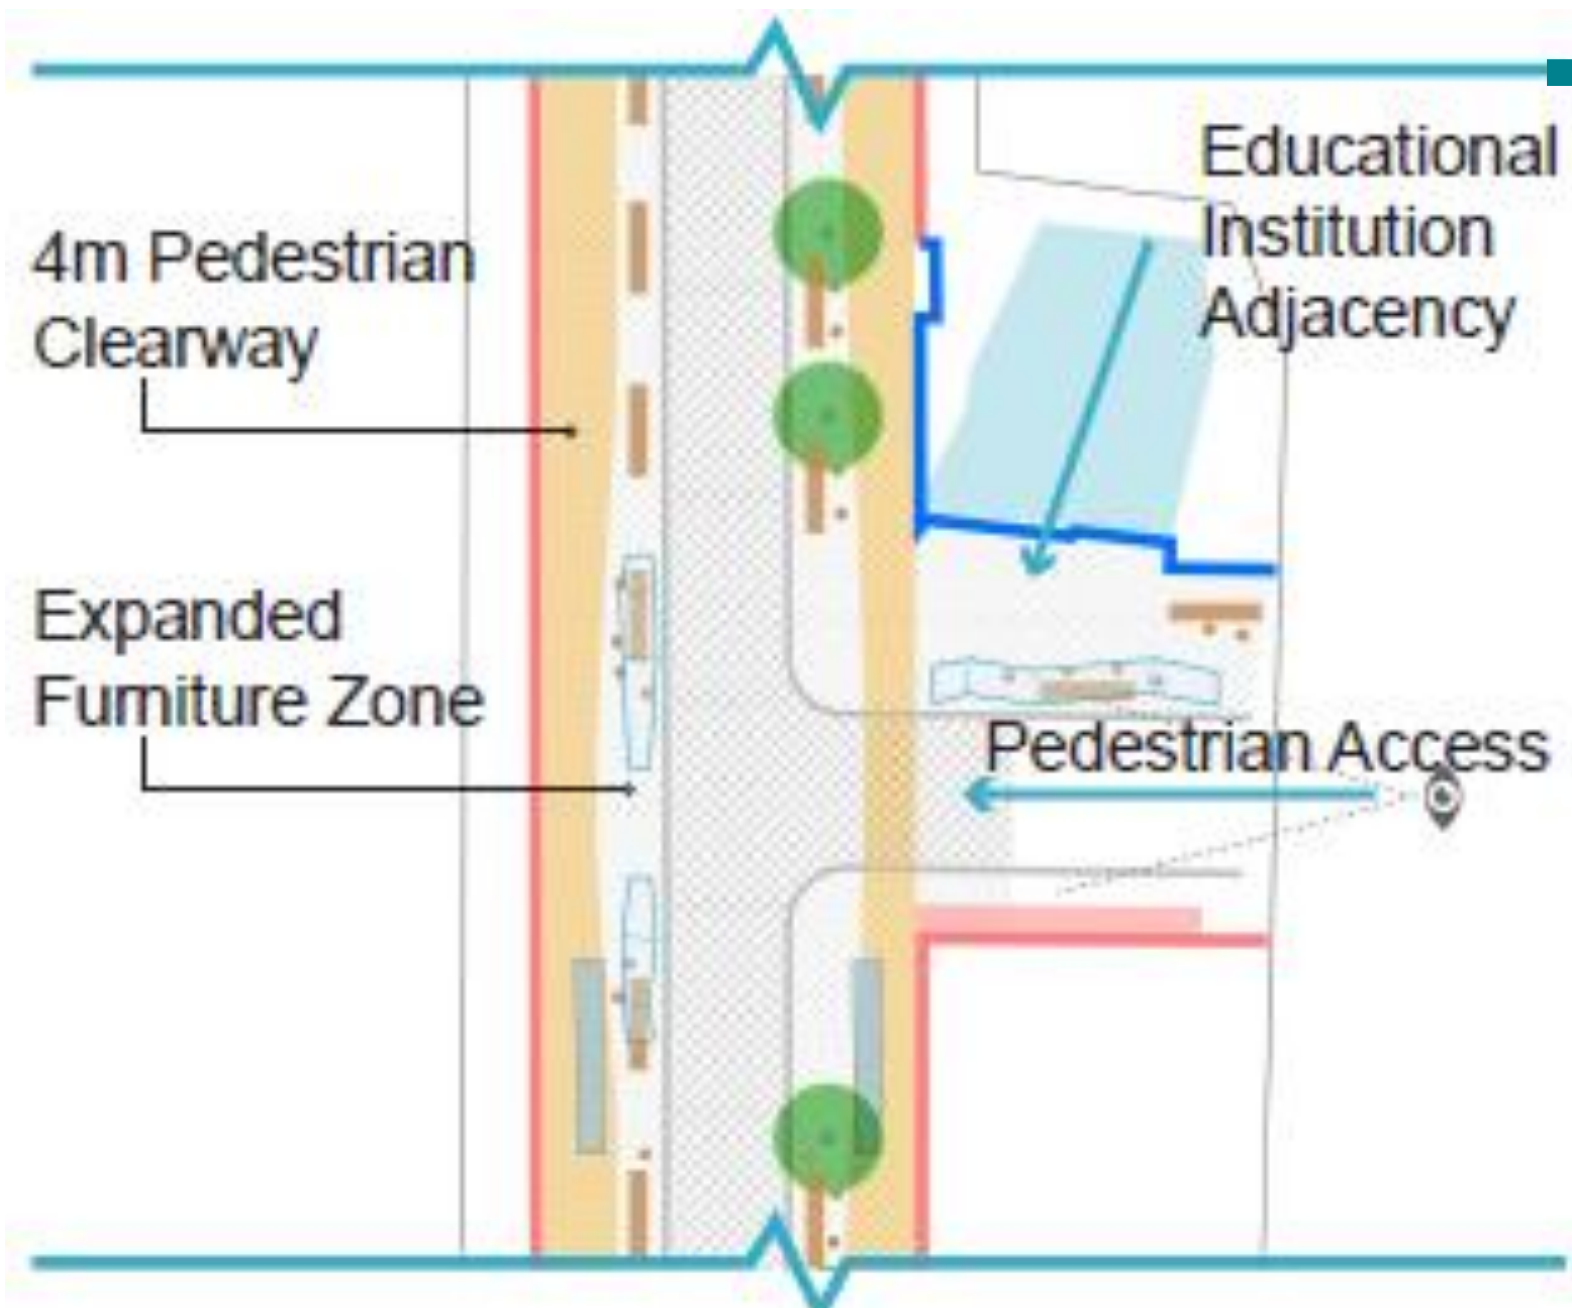 Educational
Institution
Adjacency
4m Pedestrian
Clearway
Expanded
Furniture Zone
Pedestrian Access